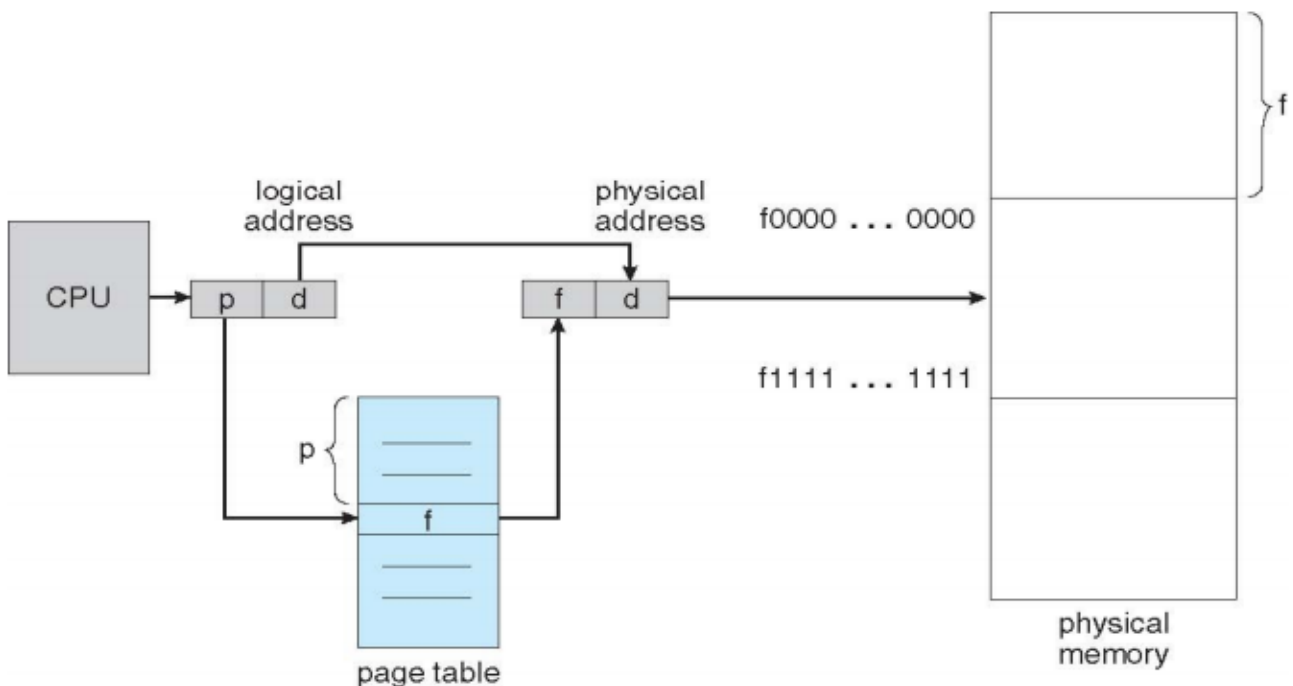 f
logical
address
physical
address
f0000 ... 0000
CPU
p
d
f
d
f1111 ... 1111
p
f
page table
physical
memory